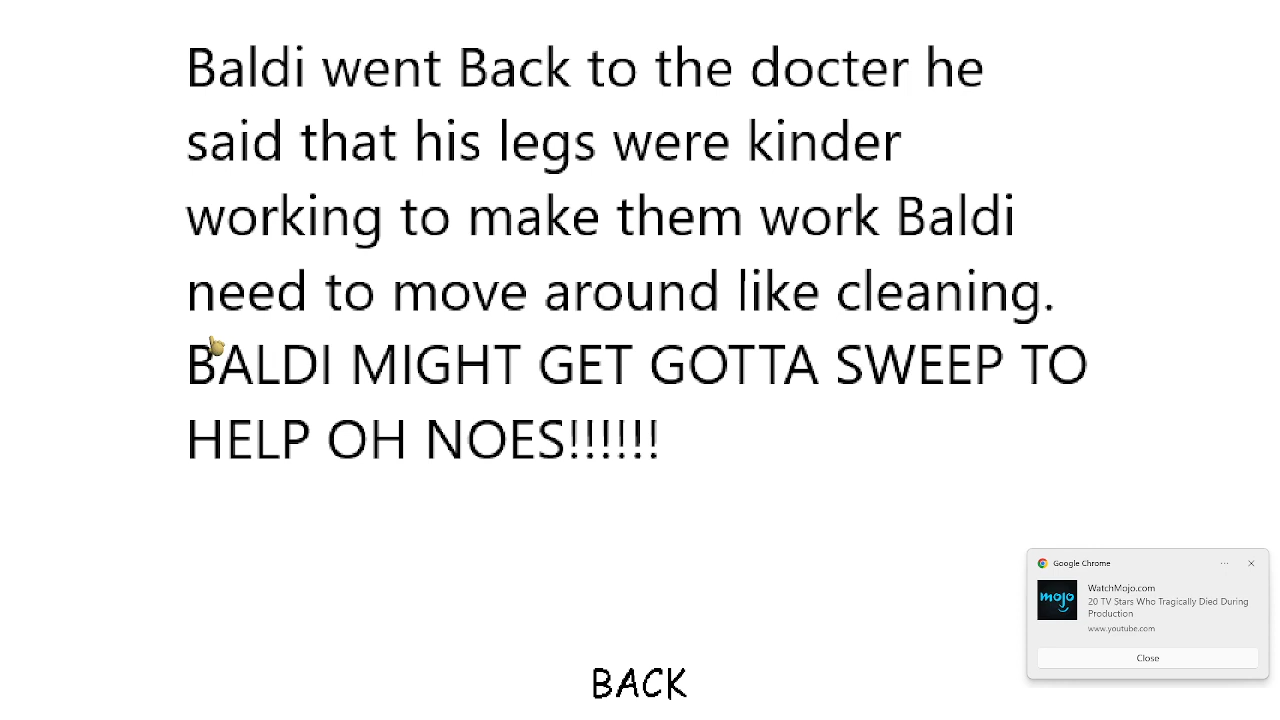 Baldi went Back to the docter he
said that his legs were kinder
working to make them work Baldi
need to move around like cleaning.
BALDI MIGHT GET GOTTA SWEEP TO
HELP OH NOES!!!!!!
Google Chrome
mojo
WatchMojo.com
20 TV Stars Who Tragically Died During
Production
www.youtube.com
Close
BACK